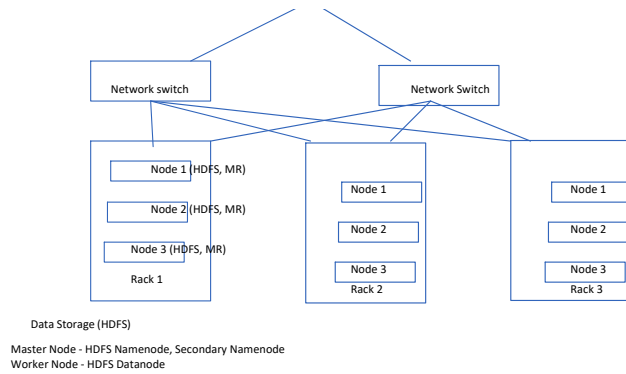 Network switch
Network Switch
Node 1 (HDFS, MR)
Node 2 (HDFS, MR)
Node 3 (HDFS, MR)
Rack 1
Node 1
Node 2
Node 3
Rack 2
Node 1
Node 2
Node 3
Rack 3
Data Storage (HDFS)
Master Node - HDFS Namenode, Secondary Namenode
Worker Node - HDFS Datanode